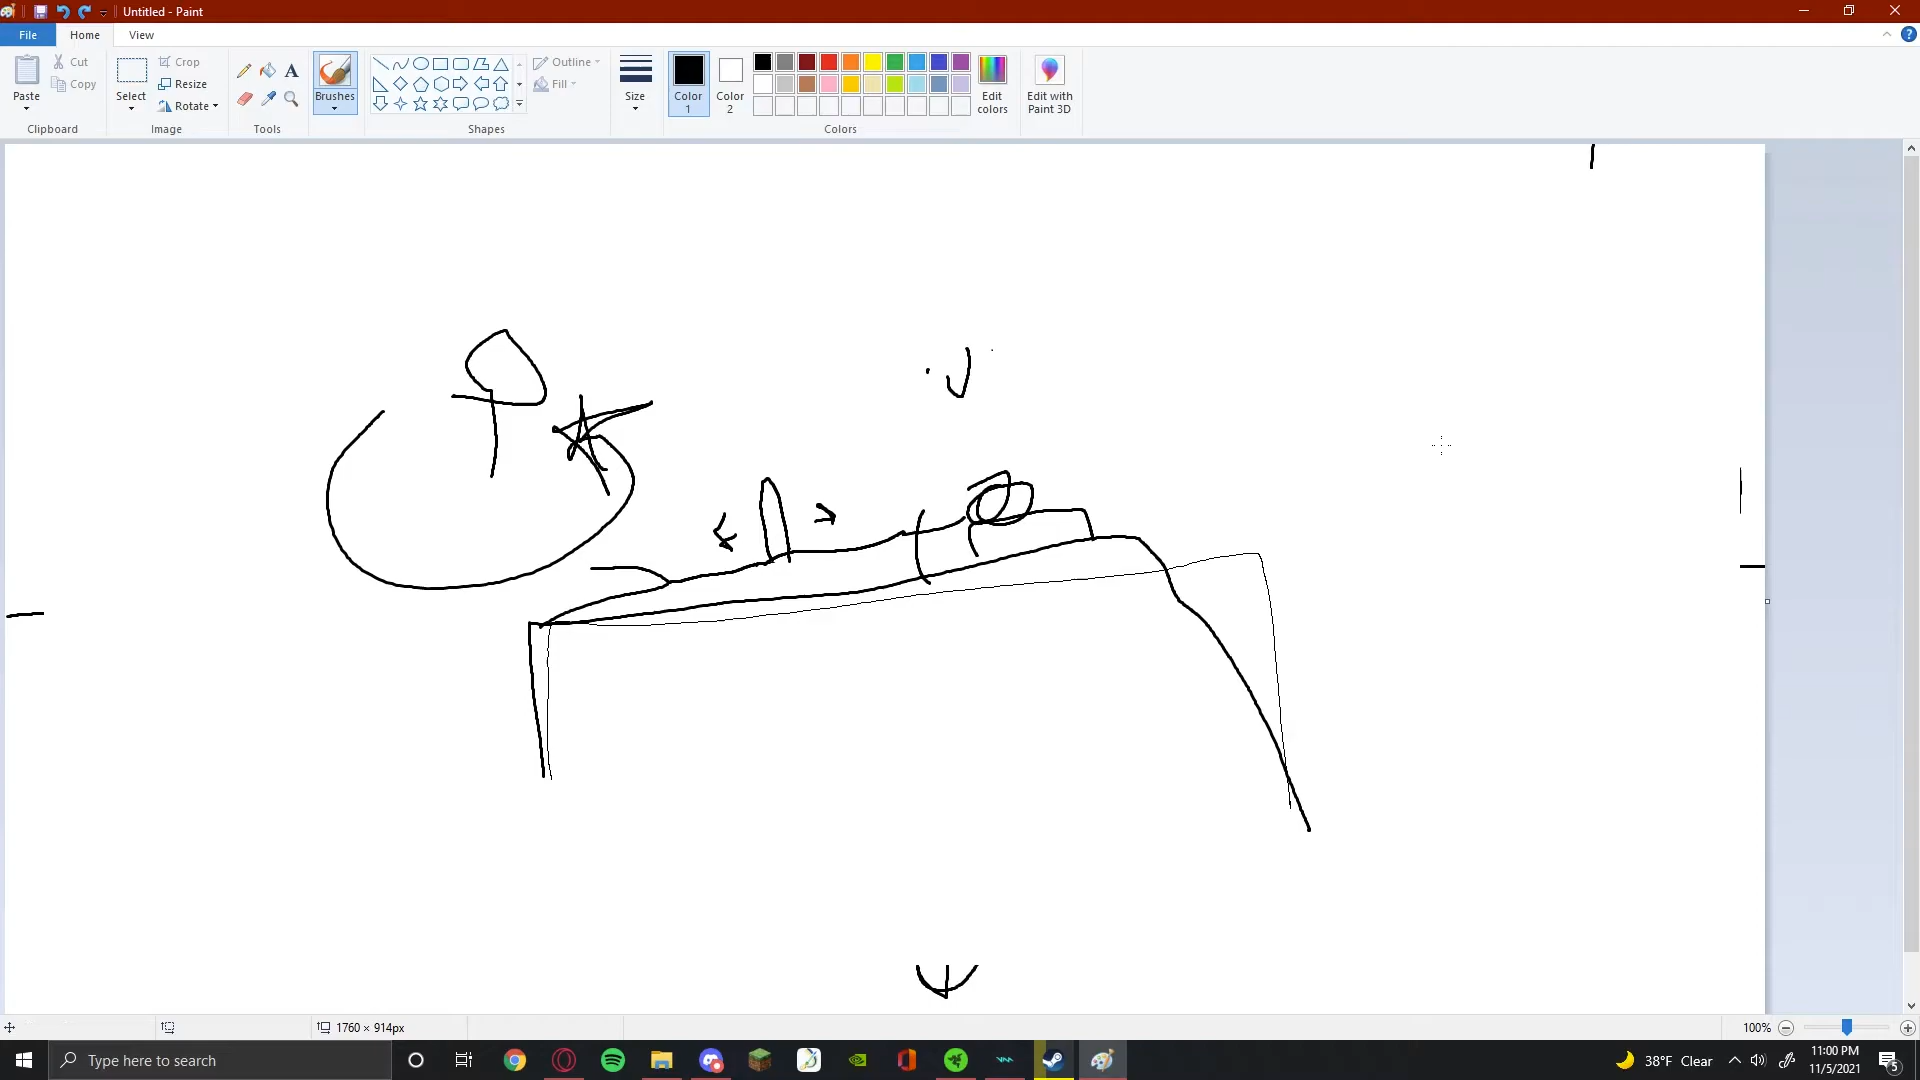 Untitled - Paint
File Home View
Paste
Cut
Copy
Clipboard
Select
Crop
Resize
Rotate
Image
A
Tools
Brushes
Shapes
Outline
Fill
Size
Color 1
Color 2
Edit colors
Colors
Edit with Paint 3D
1760 × 914px
100%
Type here to search
38°F Clear
11:00 PM
11/5/2021
5